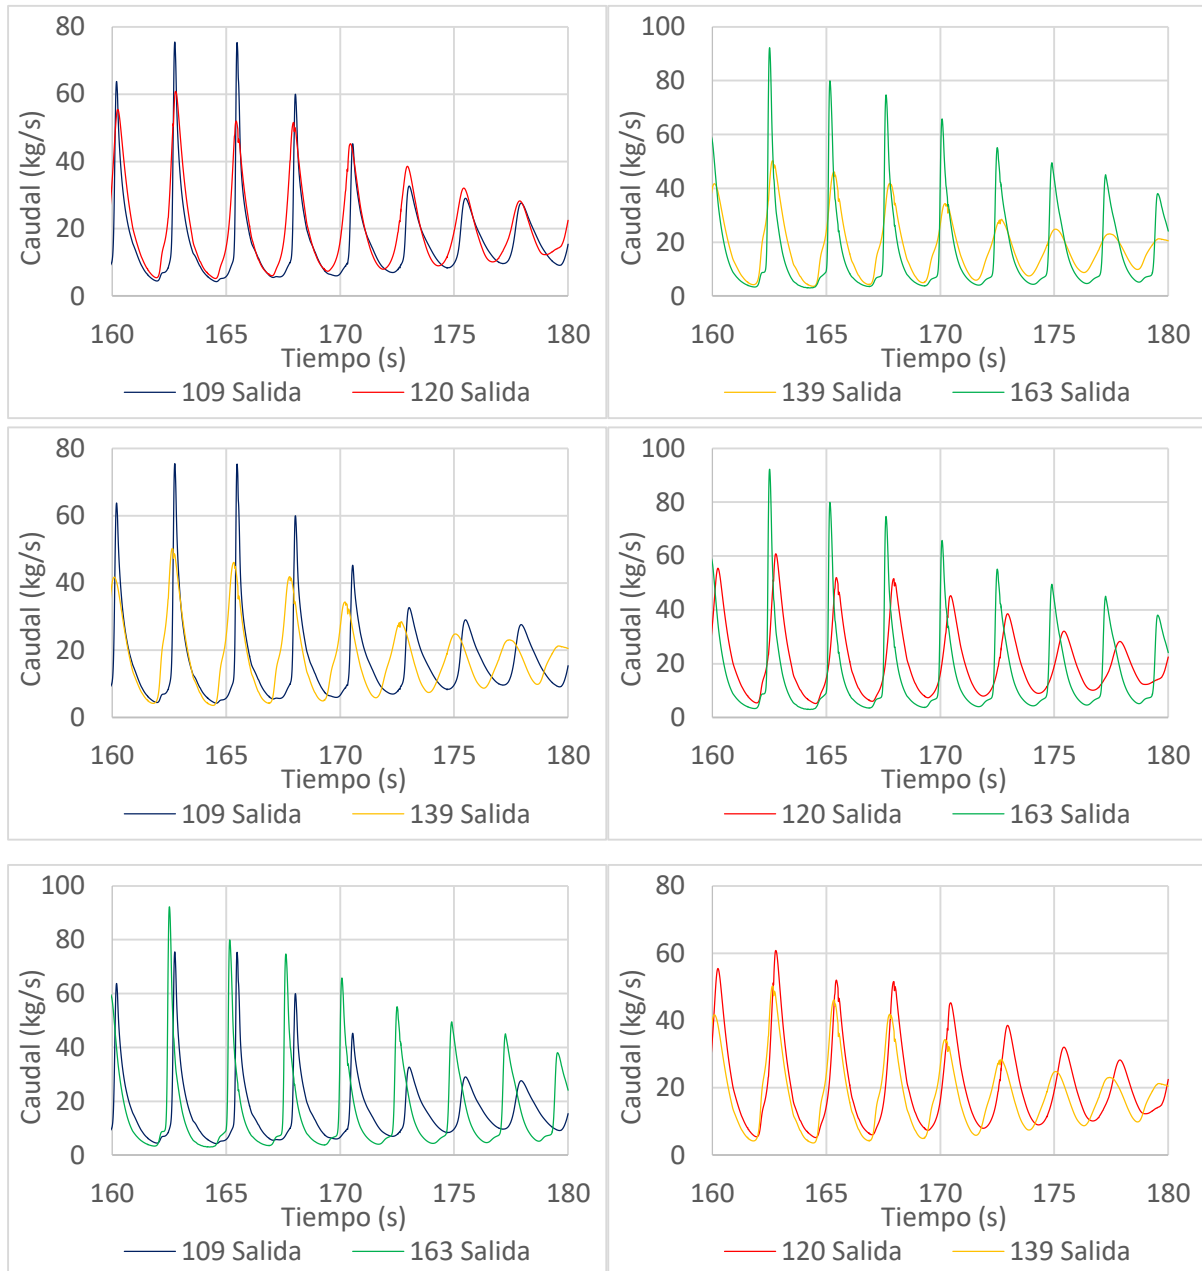 80
60
40
20
0
Caudal (kg/s)
160 165 170 175 180
Tiempo (s)
109 Salida 120 Salida
100
80
60
40
20
0
Caudal (kg/s)
160 165 170 175 180
Tiempo (s)
139 Salida 163 Salida
80
60
40
20
0
Caudal (kg/s)
160 165 170 175 180
Tiempo (s)
109 Salida 139 Salida
100
80
60
40
20
0
Caudal (kg/s)
160 165 170 175 180
Tiempo (s)
120 Salida 163 Salida
100
80
60
40
20
0
Caudal (kg/s)
160 165 170 175 180
Tiempo (s)
109 Salida 163 Salida
80
60
40
20
0
Caudal (kg/s)
160 165 170 175 180
Tiempo (s)
120 Salida 139 Salida